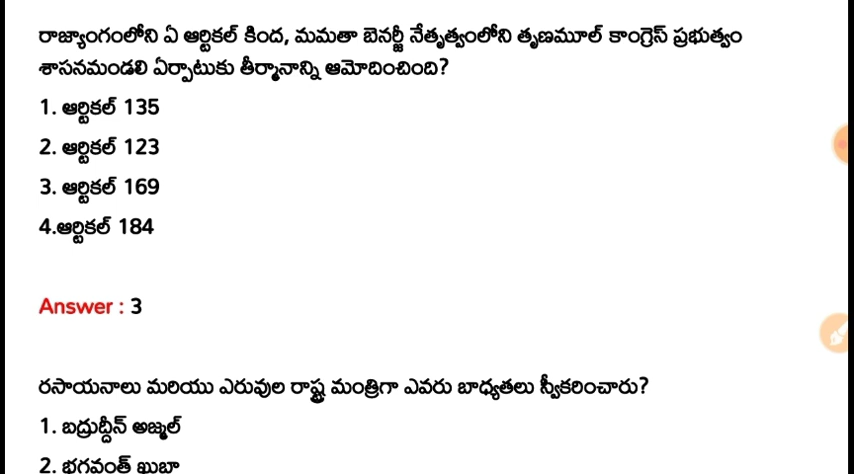 రాజ్యాంగంలోని ఏ ఆర్టికల్ కింద, మమతా బెనర్జీ నేతృత్వంలోని తృణమూల్ కాంగ్రెస్ ప్రభుత్వం
శాసనమండలి ఏర్పాటుకు తీర్మానాన్ని ఆమోదించింది?
1. ఆర్టికల్ 135
2. ఆర్టికల్ 123
3. ఆర్టికల్ 169
4.ఆర్టికల్ 184
Answer : 3
రసాయనాలు మరియు ఎరువుల రాష్ట్ర మంత్రిగా ఎవరు బాధ్యతలు స్వీకరించారు?
1. బద్రుద్దీన్ అజ్మల్
2. భగవంత్ ఖుబా